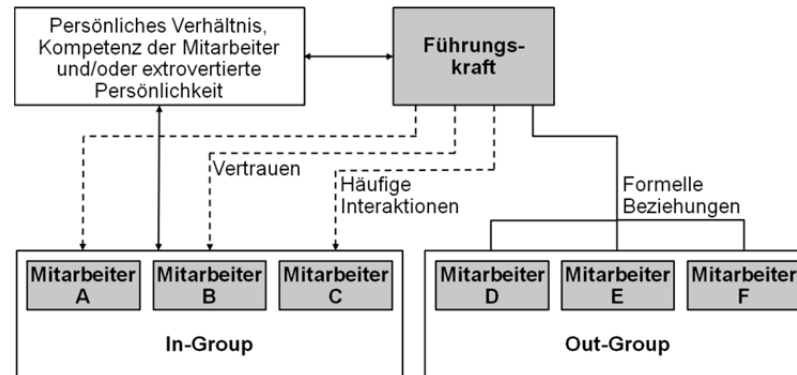 Persönliches Verhältnis,
Kompetenz der Mitarbeiter
und/oder extrovertierte
Persönlichkeit
Führungs-
kraft
Vertrauen
Häufige
Interaktionen
Formelle
Beziehungen
Mitarbeiter
A
Mitarbeiter
B
Mitarbeiter
C
Mitarbeiter
D
Mitarbeiter
E
Mitarbeiter
F
In-Group
Out-Group